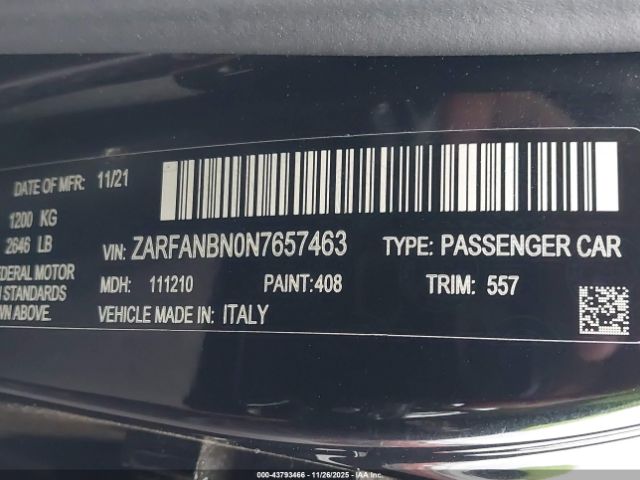 DATE OF MFR: 11/21
1200 KG
2646 LB
VIN: ZARFANBN0N7657463 TYPE: PASSENGER CAR
EDERAL MOTOR
MDH: 111210 PAINT:408 TRIM: 557
STANDARDS
VEHICLE MADE IN: ITALY
WN ABOVE.
00-43793466 - 11/26/2025 - IAA Inc.